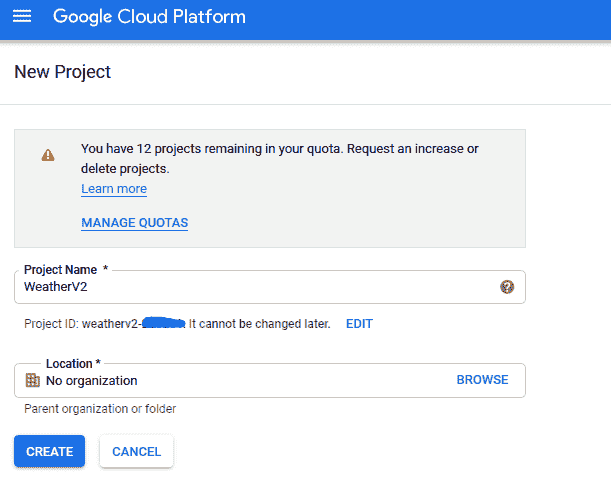 Google Cloud Platform
New Project
You have 12 projects remaining in your quota. Request an increase or
delete projects.
Learn more
MANAGE QUOTAS
Project Name *
WeatherV2
Project ID: weatherv2- It cannot be changed later. EDIT
Location *
No organization BROWSE
Parent organization or folder
CREATE CANCEL